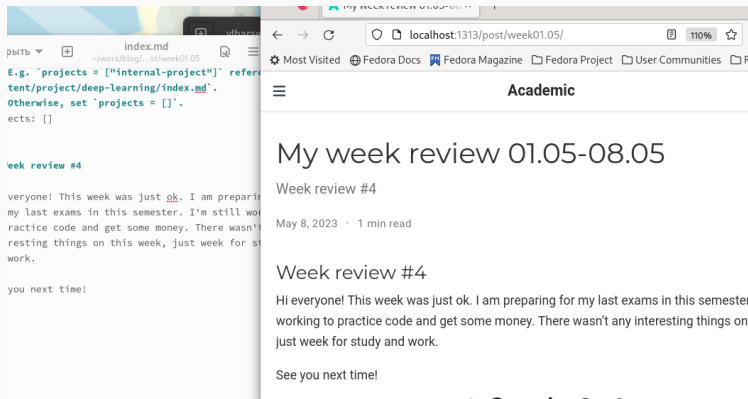 My week review 01.05-08
vlbarse
рыть
index.md
~/work/blog/...st/week01.05
E.g. `projects = ["internal-project"]` refere
tent/project/deep-learning/index.md`.
Otherwise, set `projects = []`.
ects: []
eek review #4
veryone! This week was just ok. I am preparin
my last exams in this semester. I'm still wor
ractice code and get some money. There wasn't
resting things on this week, just week for st
work.
you next time!
localhost:1313/post/week01.05/
110%
Most Visited
Fedora Docs
Fedora Magazine
Fedora Project
User Communities
R
Academic
My week review 01.05-08.05
Week review #4
May 8, 2023 · 1 min read
Week review #4
Hi everyone! This week was just ok. I am preparing for my last exams in this semester
working to practice code and get some money. There wasn’t any interesting things on
just week for study and work.
See you next time!